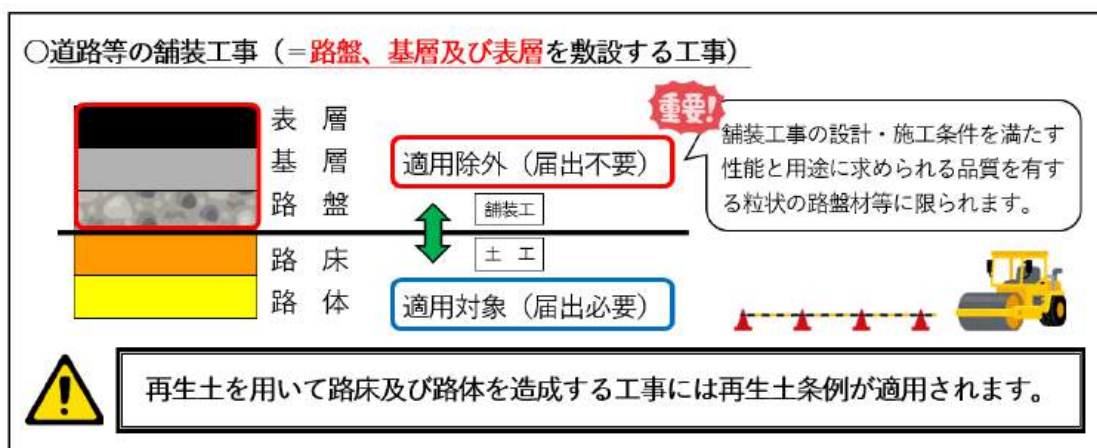 ○道路等の舗装工事（＝路盤、基層及び表層を敷設する工事）
表 層
基 層
路 盤
路 床
路 体
適用除外（届出不要）
舗装工
土 工
適用対象（届出必要）
重要!
舗装工事の設計・施工条件を満たす
性能と用途に求められる品質を有す
る粒状の路盤材等に限られます。
再生土を用いて路床及び路体を造成する工事には再生土条例が適用されます。